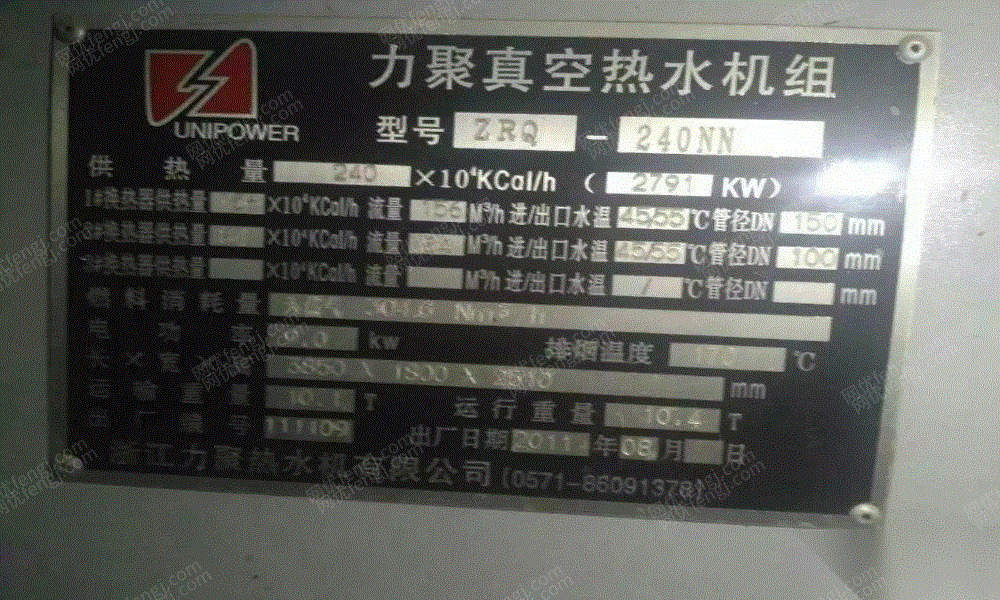 力聚真空热水机组
UNIPOWER
型号 ZRQ - 240NN
供热量 240 ×10⁴KCal/h ( 2791 KW)
1#换热器供热量 ×10⁴KCal/h 流量 156 M³/h 进/出口水温 45/55 ℃ 管径DN 150 mm
2#换热器供热量 ×10⁴KCal/h 流量 M³/h 进/出口水温 45/55 ℃ 管径DN 100 mm
3#换热器供热量 ×10⁴KCal/h 流量 M³/h 进/出口水温 / ℃ 管径DN mm
燃料消耗量
电功率 kw 排烟温度 170 ℃
长×宽× 3850 X 1800 X mm
运输重量 10.1 T 运行重量 10.4 T
出厂编号 111109 出厂日期 2011 年 08 月 日
浙江力聚热水机有限公司 (0571-86091378)